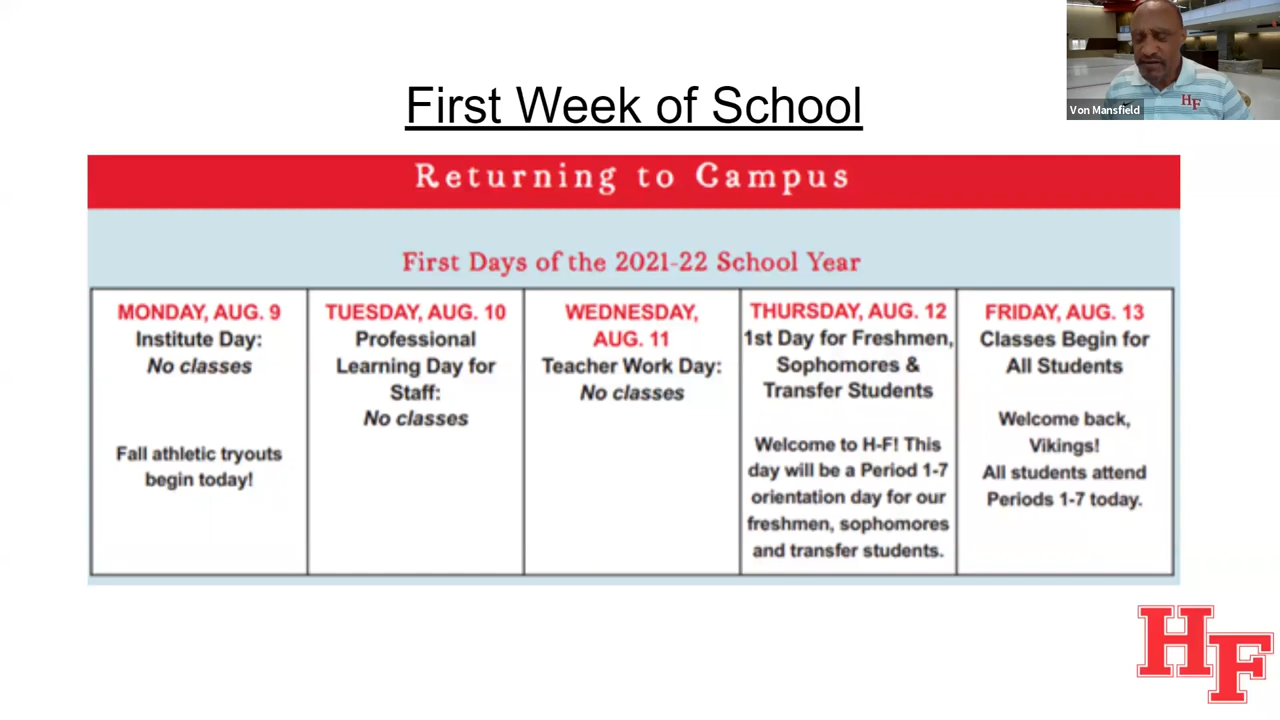 First Week of School
Von Mansfield
HF
Returning to Campus
First Days of the 2021-22 School Year
MONDAY, AUG. 9
Institute Day:
No classes
Fall athletic tryouts
begin today!
TUESDAY, AUG. 10
Professional
Learning Day for
Staff:
No classes
WEDNESDAY,
AUG. 11
Teacher Work Day:
No classes
THURSDAY, AUG. 12
1st Day for Freshmen,
Sophomores &
Transfer Students
Welcome to H-F! This
day will be a Period 1-7
orientation day for our
freshmen, sophomores
and transfer students.
FRIDAY, AUG. 13
Classes Begin for
All Students
Welcome back,
Vikings!
All students attend
Periods 1-7 today.
HF